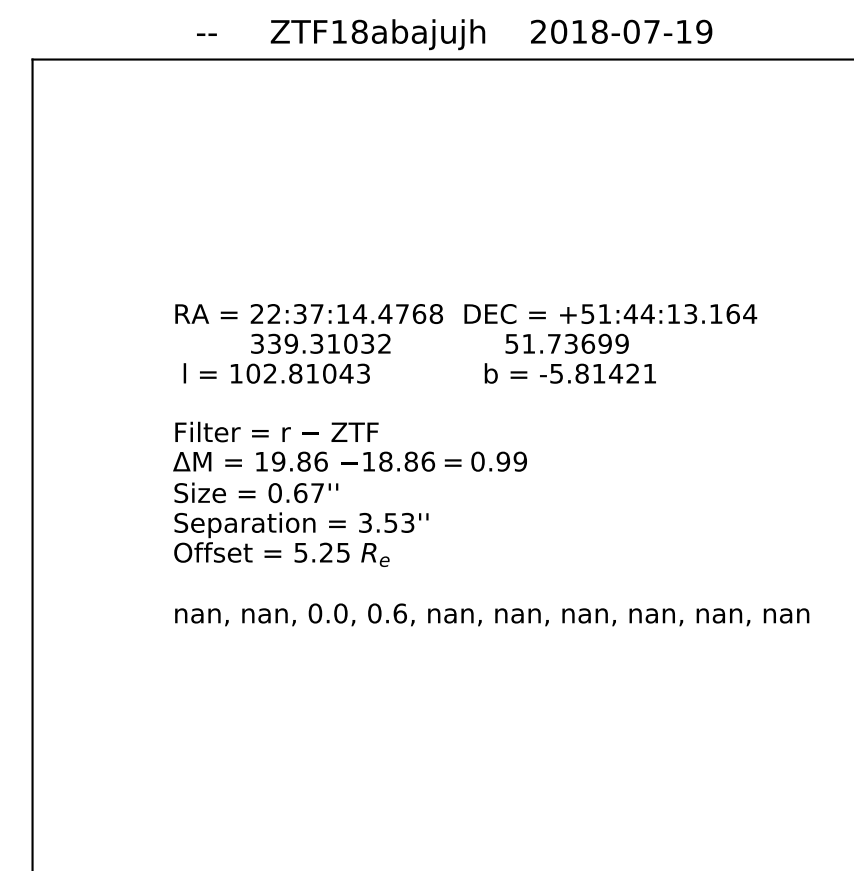 -- ZTF18abajujh 2018-07-19
RA = 22:37:14.4768 DEC = +51:44:13.164
339.31032 51.73699
l = 102.81043 b = -5.81421
Filter = r − ZTF
ΔM = 19.86 −18.86 = 0.99
Size = 0.67''
Separation = 3.53''
Offset = 5.25 Re
nan, nan, 0.0, 0.6, nan, nan, nan, nan, nan, nan